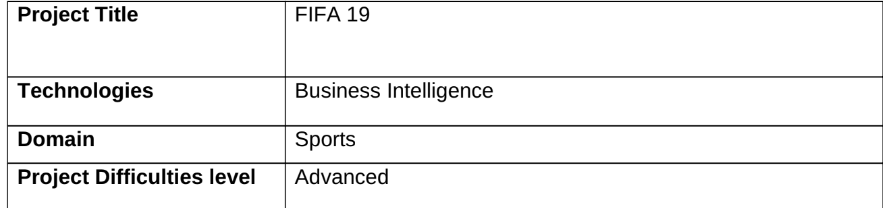 Project Title FIFA 19
Technologies Business Intelligence
Domain Sports
Project Difficulties level Advanced